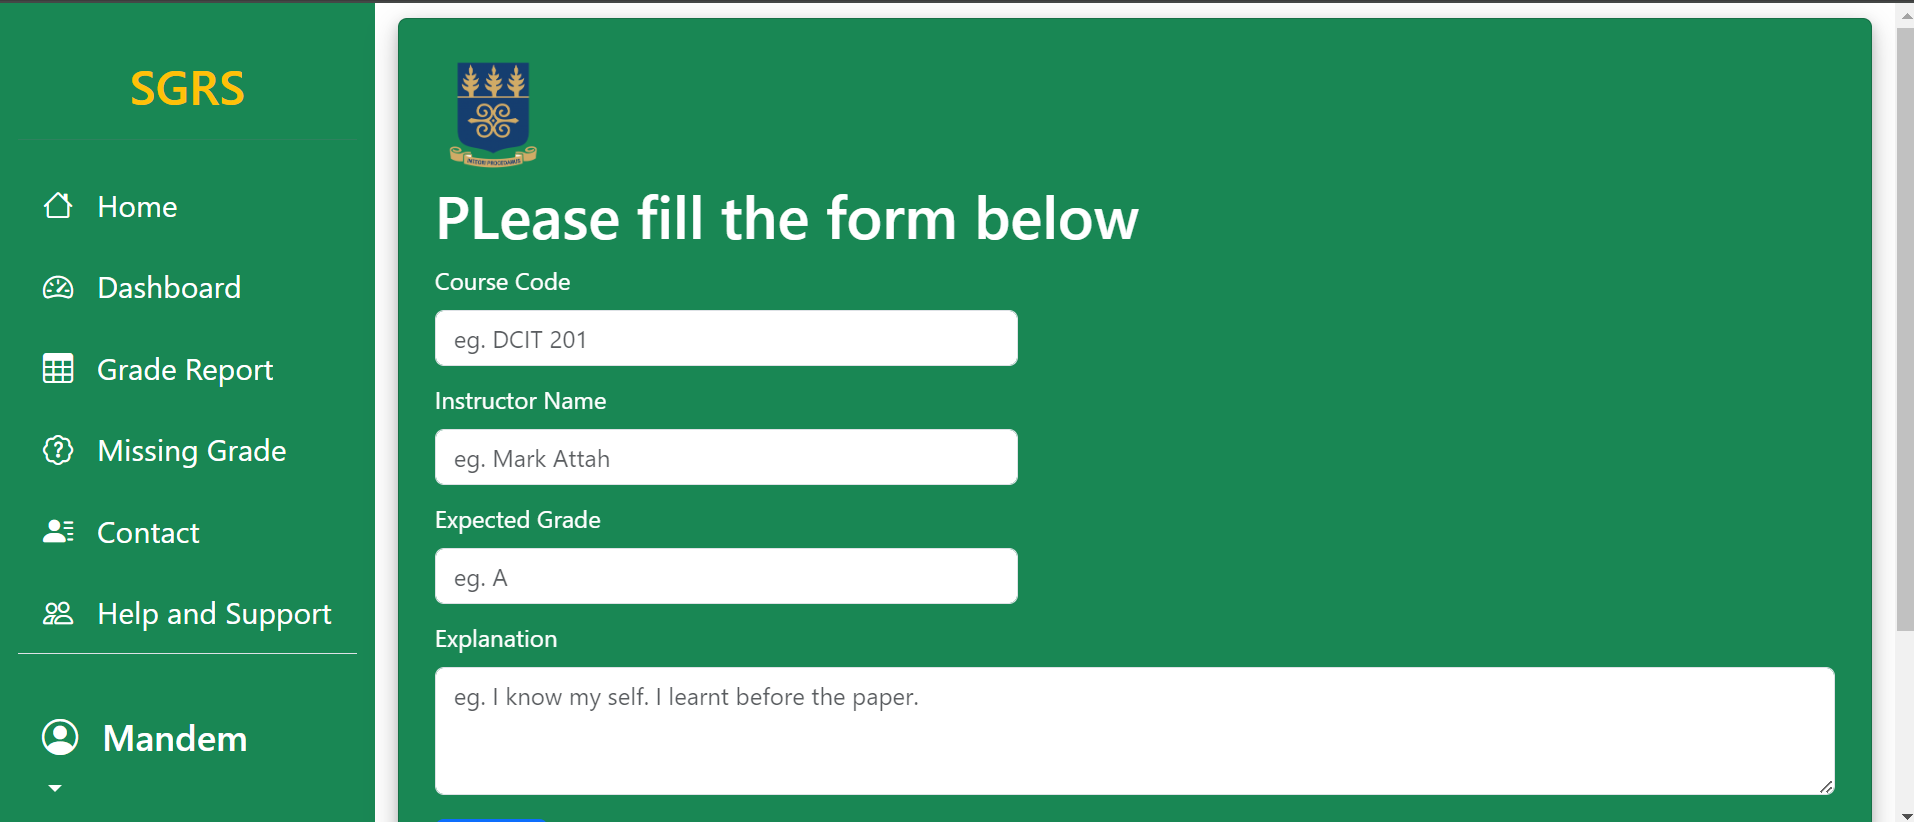 SGRS
Home
Dashboard
Grade Report
Missing Grade
Contact
Help and Support
Mandem
INTEGRI PROCEDAMUS
PLease fill the form below
Course Code
eg. DCIT 201
Instructor Name
eg. Mark Attah
Expected Grade
eg. A
Explanation
eg. I know my self. I learnt before the paper.